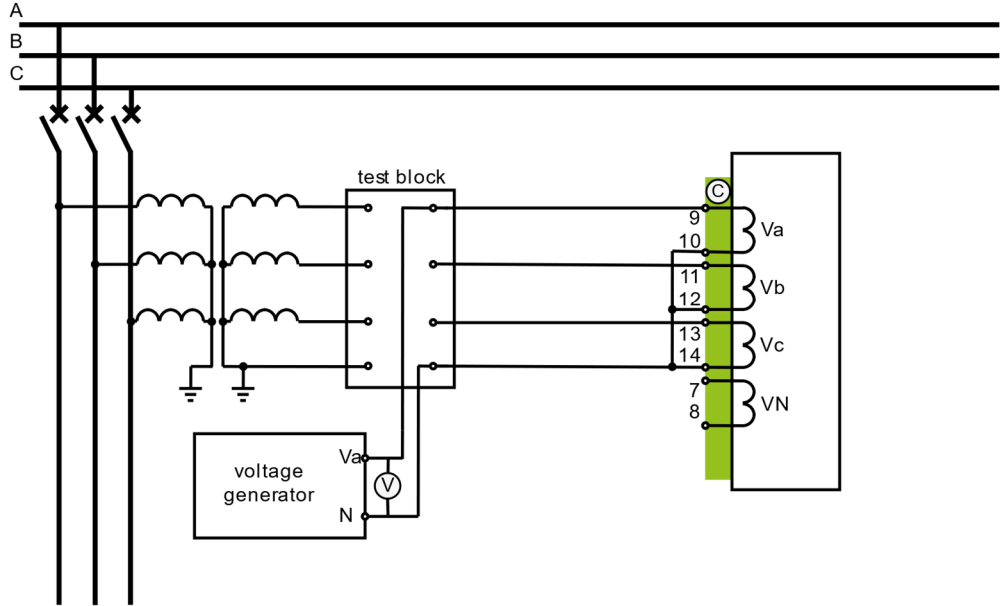 A
B
C
test block
C
9
Va
10
11
Vb
12
13
Vc
14
7
VN
8
Va
voltage
generator
V
N